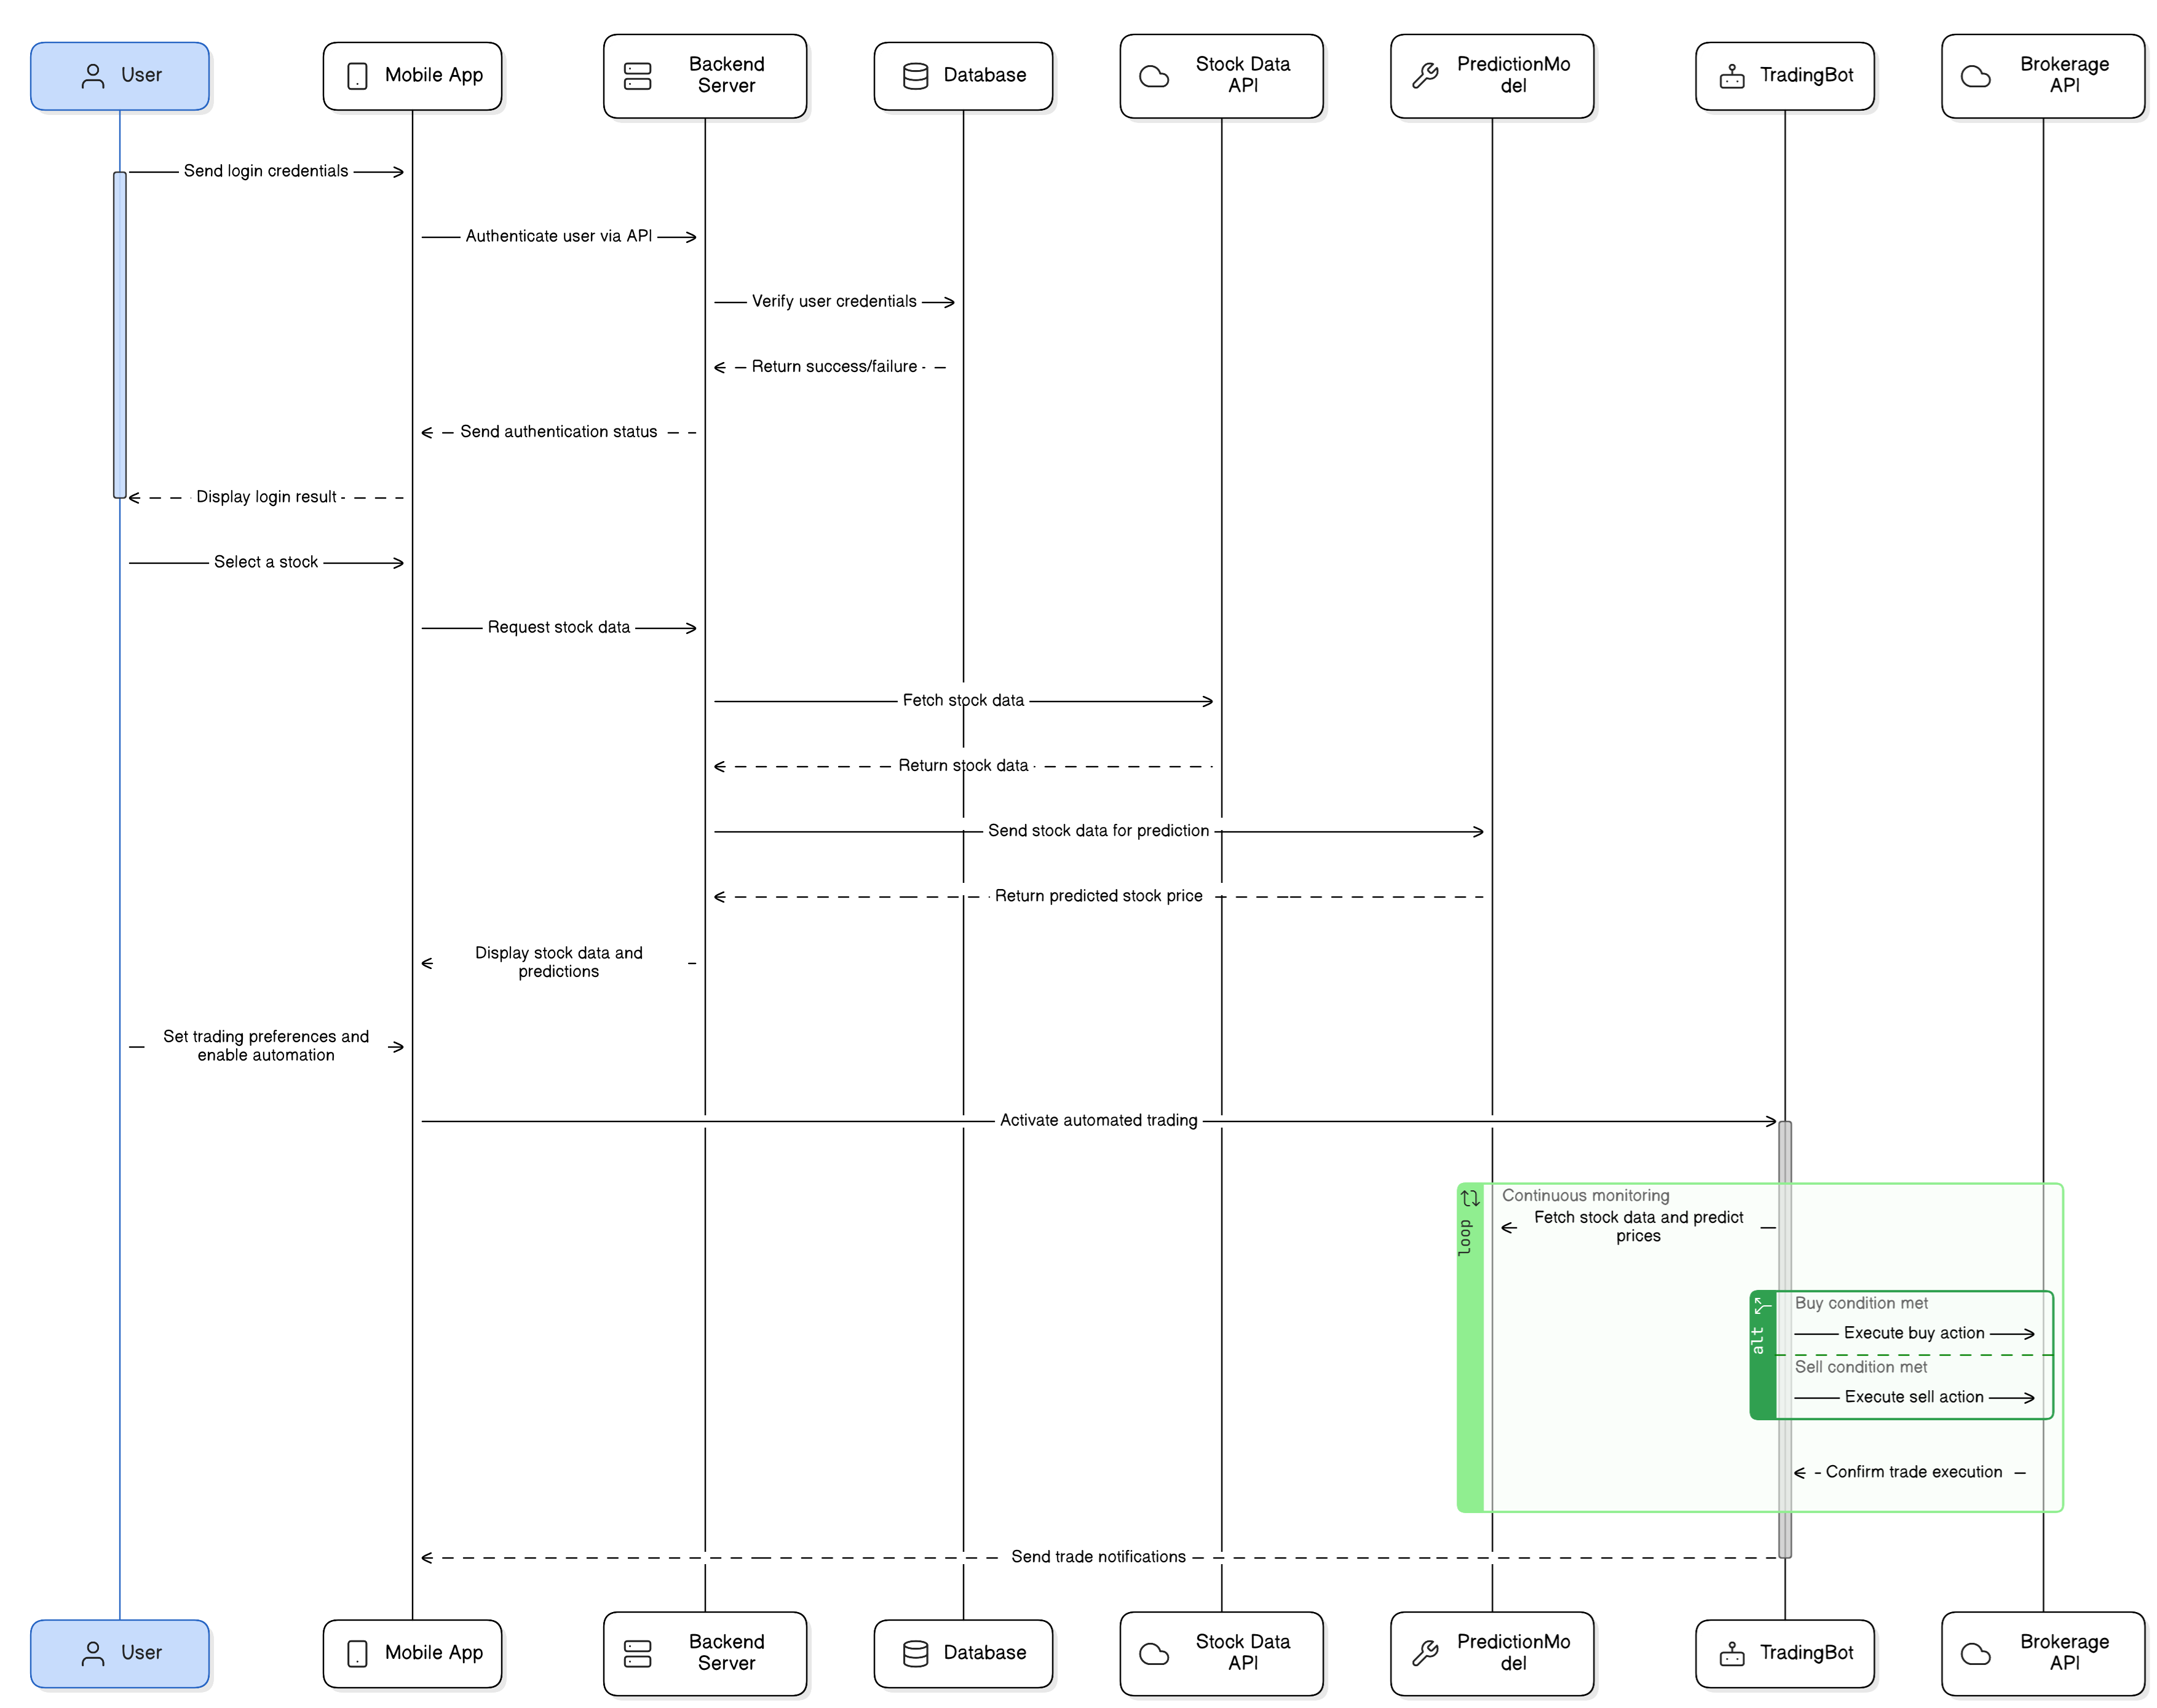 User
Mobile App
Backend
Server
Database
Stock Data
API
PredictionMo
del
TradingBot
Brokerage
API
Send login credentials
Authenticate user via API
Verify user credentials
Return success/failure
Send authentication status
Display login result
Select a stock
Request stock data
Fetch stock data
Return stock data
Send stock data for prediction
Return predicted stock price
Display stock data and
predictions
Set trading preferences and
enable automation
Activate automated trading
loop
Continuous monitoring
Fetch stock data and predict
prices
alt
Buy condition met
Execute buy action
Sell condition met
Execute sell action
Confirm trade execution
Send trade notifications
User
Mobile App
Backend
Server
Database
Stock Data
API
PredictionMo
del
TradingBot
Brokerage
API